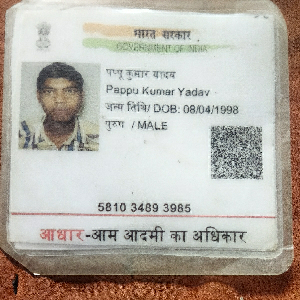 भारत सरकार
GOVERNMENT OF INDIA
पप्पू कुमार यादव
Pappu Kumar Yadav
जन्म तिथि/ DOB: 08/04/1998
पुरुष / MALE
5810 3489 3985
आधार-आम आदमी का अधिकार